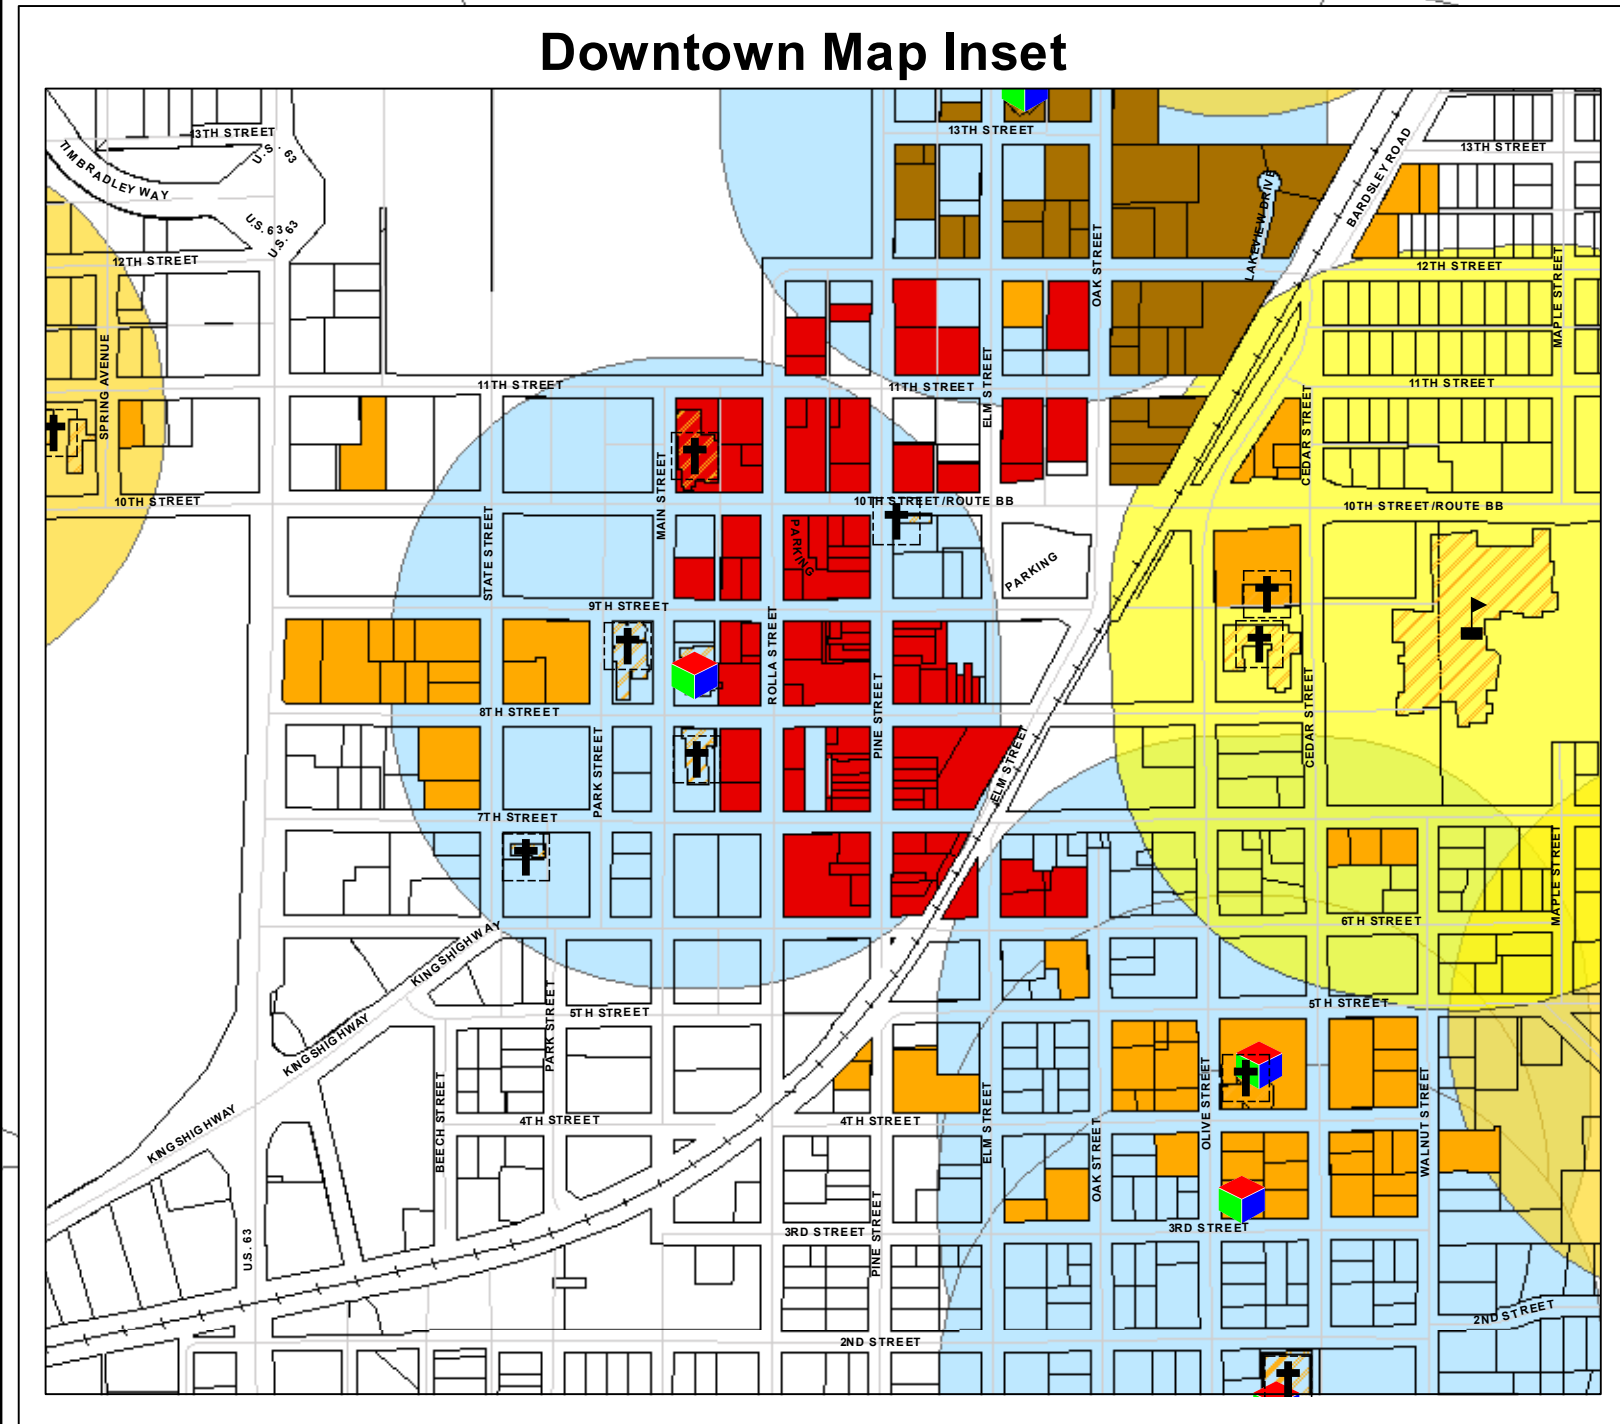 Downtown Map Inset
13TH STREET
U.S. 63
TIM BRADLEY WAY
U.S. 63
U.S. 63
12TH STREET
13TH STREET
BARDSLEY ROAD
13TH STREET
LAKEVIEW DRIVE
OAK STREET
12TH STREET
MAPLE STREET
SPRING AVENUE
11TH STREET
11TH STREET
ELM STREET
11TH STREET
CEDAR STREET
10TH STREET
MAIN STREET
10TH STREET/ROUTE BB
10TH STREET/ROUTE BB
STATE STREET
PARKING
PARKING
9TH STREET
ROLLA STREET
PINE STREET
8TH STREET
CEDAR STREET
PARK STREET
ELM STREET
7TH STREET
MAPLE STREET
6TH STREET
KINGSHIGHWAY
PARK STREET
5TH STREET
5TH STREET
KINGSHIGHWAY
BEECH STREET
OLIVE STREET
WALNUT STREET
KINGSHIGHWAY
4TH STREET
4TH STREET
ELM STREET
OAK STREET
U.S. 63
3RD STREET
PINE STREET
3RD STREET
2ND STREET
2ND STREET